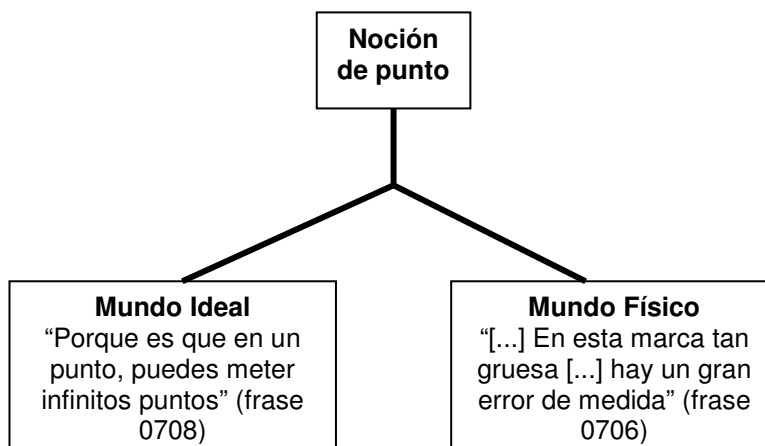 Noción
de punto
Mundo Ideal
“Porque es que en un
punto, puedes meter
infinitos puntos” (frase
0708)
Mundo Físico
“[...] En esta marca tan
gruesa [...] hay un gran
error de medida” (frase
0706)